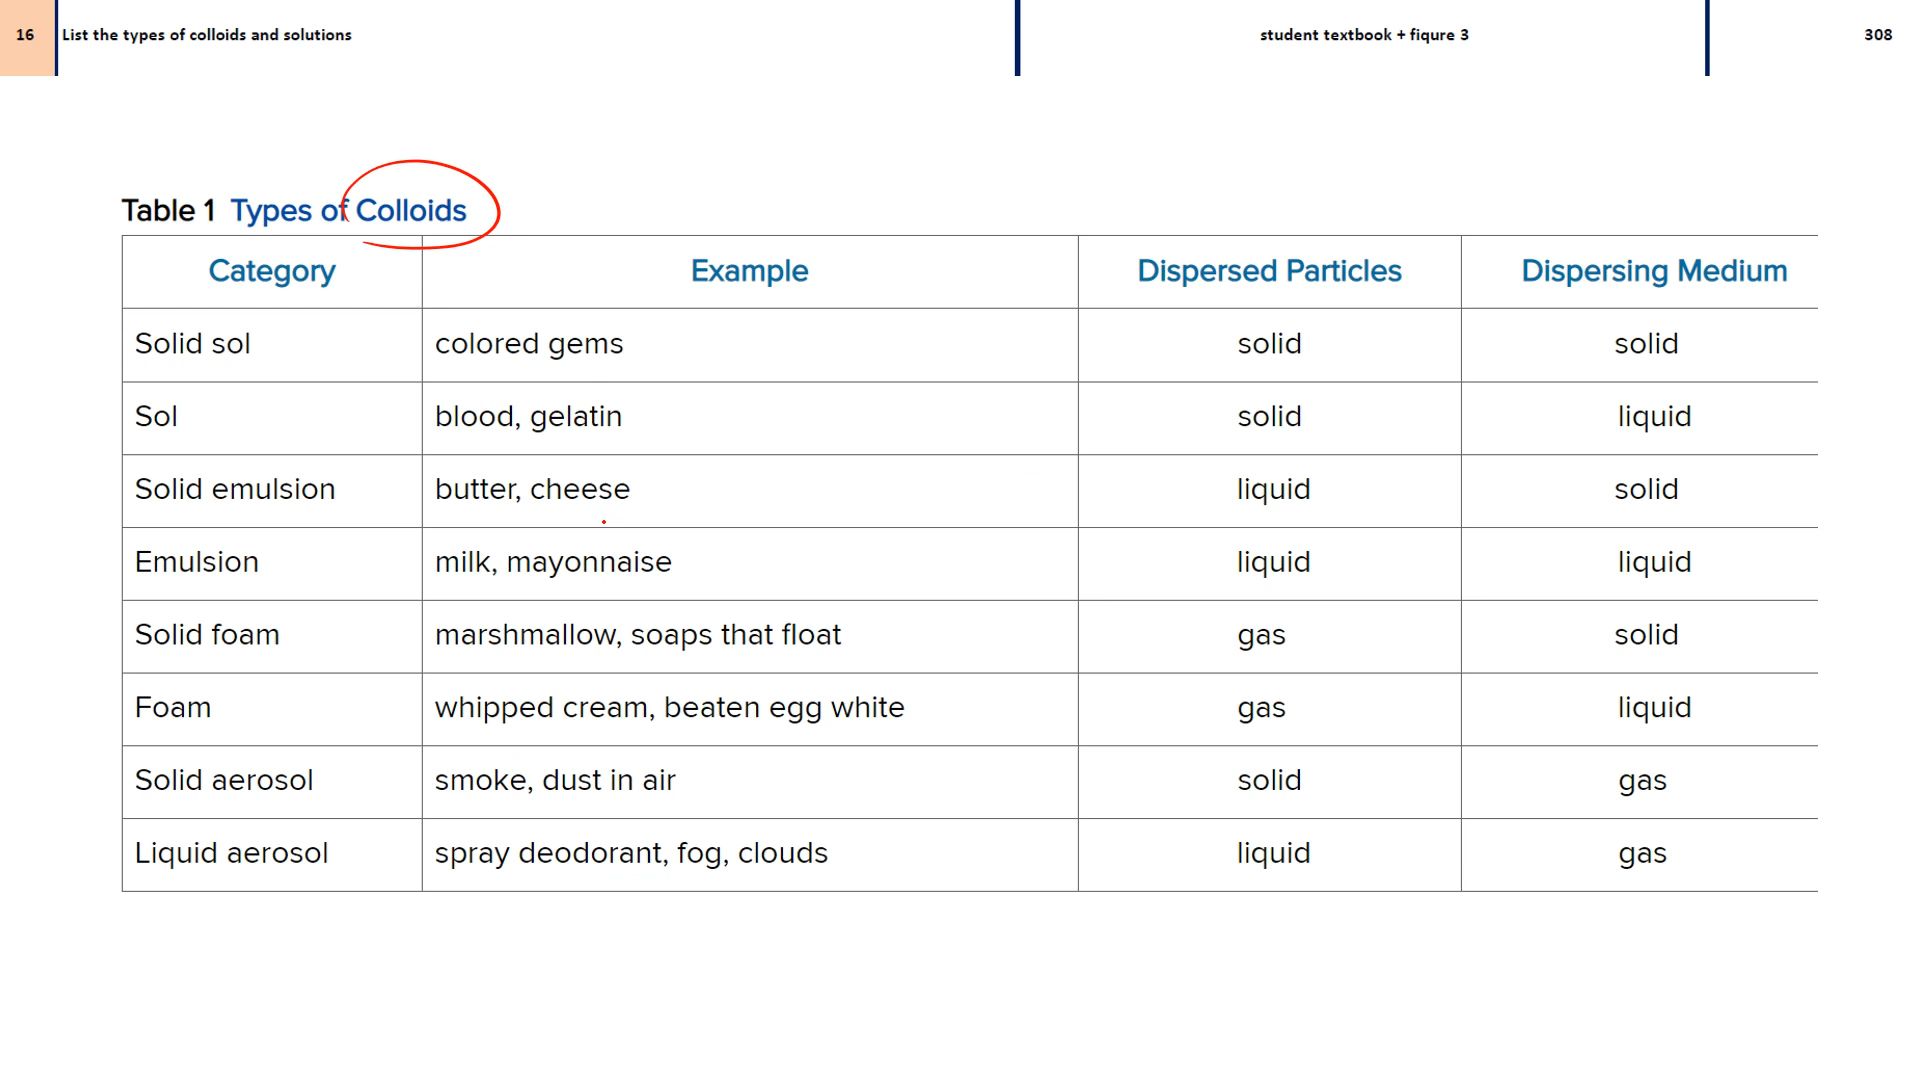 16 List the types of colloids and solutions student textbook + fiqure 3 308
Table 1 Types of Colloids
Category Example Dispersed Particles Dispersing Medium
Solid sol colored gems solid solid
Sol blood, gelatin solid liquid
Solid emulsion butter, cheese liquid solid
Emulsion milk, mayonnaise liquid liquid
Solid foam marshmallow, soaps that float gas solid
Foam whipped cream, beaten egg white gas liquid
Solid aerosol smoke, dust in air solid gas
Liquid aerosol spray deodorant, fog, clouds liquid gas